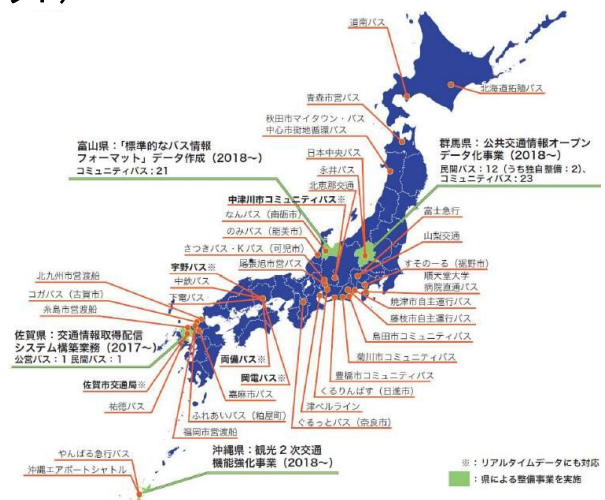 道南バス
北海道拓殖バス
青森市営バス
秋田市マイタウン・バス
中心市街地循環バス
富山県：「標準的なバス情報
フォーマット」データ作成（2018〜）
コミュニティバス：21
日本中央バス
永井バス
北恵那交通
群馬県：公共交通情報オープン
データ化事業（2018〜）
民間バス：12（うち独自整備：2）、
コミュニティバス：23
中津川市コミュニティバス※
なんバス（南砺市）
のみバス（能美市）
さつきバス・Kバス（可児市）
尾張旭市営バス
富士急行
山梨交通
すそのーる（裾野市）
順天堂大学
病院直通バス
焼津市自主運行バス
藤枝市自主運行バス
島田市コミュニティバス
菊川市コミュニティバス
豊橋市コミュニティバス
くるりんばす（日進市）
津ベルライン
ぐるっとバス（奈良市）
宇野バス※
中鉄バス
下電バス
北九州市営渡船
コガバス（古賀市）
糸島市営渡船
佐賀県：交通情報取得配信
システム構築業務（2017〜）
公営バス：1 民間バス：1
両備バス※
岡電バス※
佐賀市交通局※
嘉麻市バス
祐徳バス
ふれあいバス（粕屋町）
福岡市営渡船
沖縄県：観光２次交通
機能強化事業（2018〜）
やんばる急行バス
沖縄エアポートシャトル
※：リアルタイムデータにも対応
：県による整備事業を実施